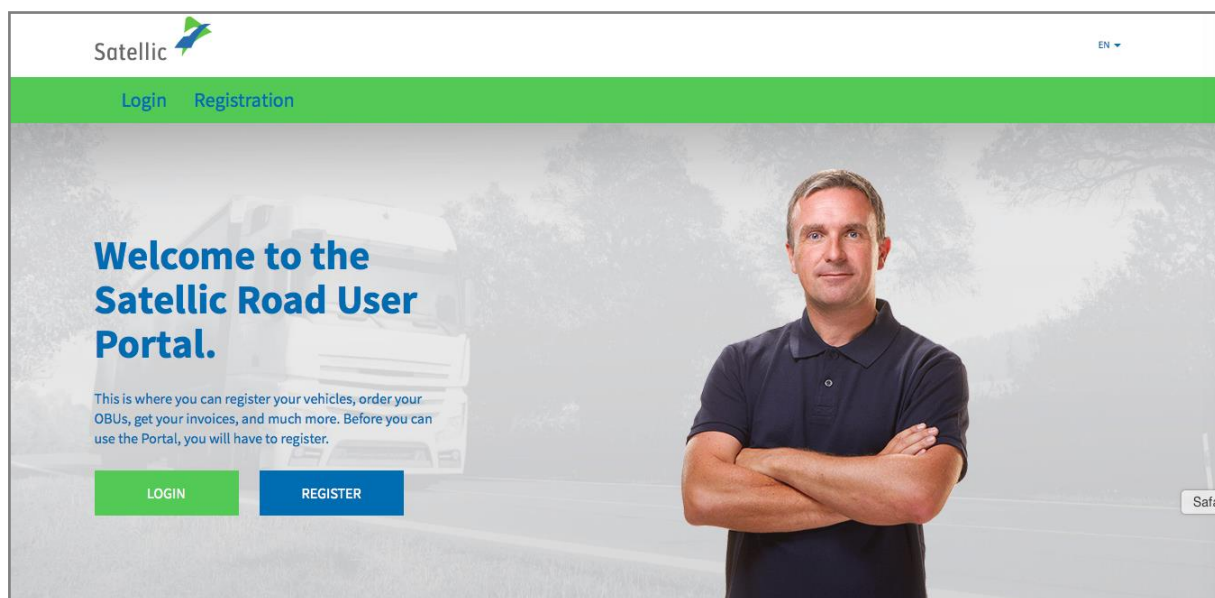 Satellic
EN
Login Registration
Welcome to the
Satellic Road User
Portal.
This is where you can register your vehicles, order your
OBUs, get your invoices, and much more. Before you can
use the Portal, you will have to register.
LOGIN REGISTER